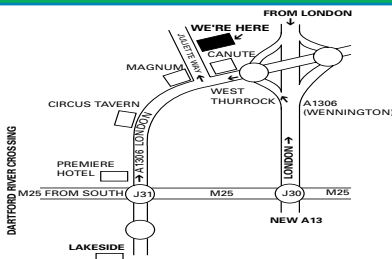 FROM LONDON
WE'RE HERE
JULIETTE WAY
CANUTE
MAGNUM
WEST
THURROCK
A1306
(WENNINGTON)
CIRCUS TAVERN
A1306 LONDON
LONDON
PREMIERE
HOTEL
DARTFORD RIVER CROSSING
M25 FROM SOUTH
J31
M25
J30
M25
NEW A13
LAKESIDE